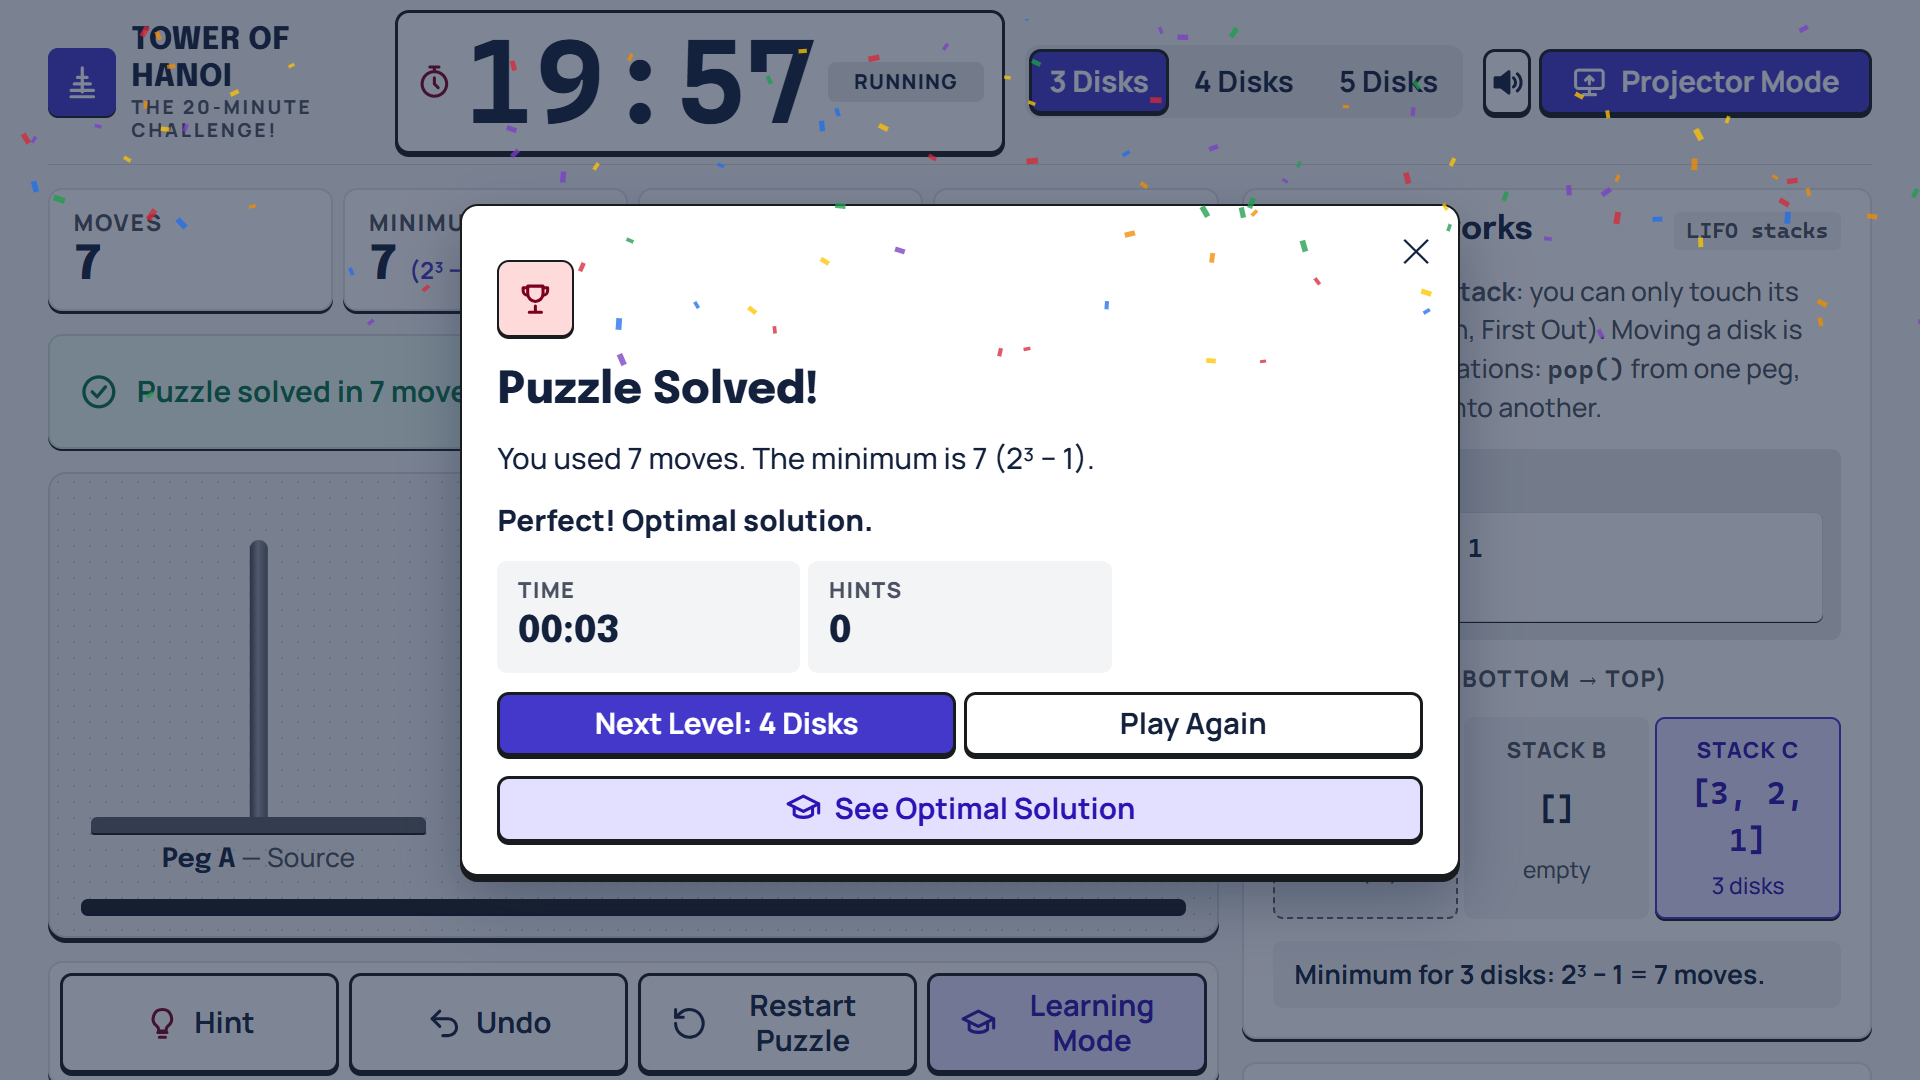 TOWER OF
HANOI
THE 20-MINUTE
CHALLENGE!
19:57
RUNNING
3 Disks
4 Disks
5 Disks
Projector Mode
MOVES
7
MINIMU
7 (2³ –
Puzzle solved in 7 move
Peg A — Source
Hint
Undo
Restart
Puzzle
Learning
Mode
Puzzle Solved!
You used 7 moves. The minimum is 7 (2³ – 1).
Perfect! Optimal solution.
TIME
00:03
HINTS
0
Next Level: 4 Disks
Play Again
See Optimal Solution
orks
LIFO stacks
tack: you can only touch its
n, First Out). Moving a disk is
ations: pop() from one peg,
nto another.
1
BOTTOM → TOP)
STACK B
[]
empty
STACK C
[3, 2,
1]
3 disks
Minimum for 3 disks: 2³ – 1 = 7 moves.